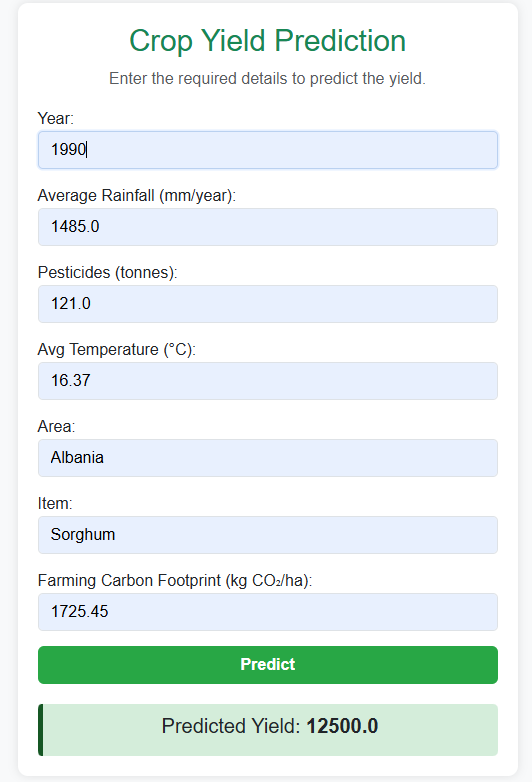 Crop Yield Prediction
Enter the required details to predict the yield.
Year:
1990
Average Rainfall (mm/year):
1485.0
Pesticides (tonnes):
121.0
Avg Temperature (°C):
16.37
Area:
Albania
Item:
Sorghum
Farming Carbon Footprint (kg CO₂/ha):
1725.45
Predict
Predicted Yield: 12500.0